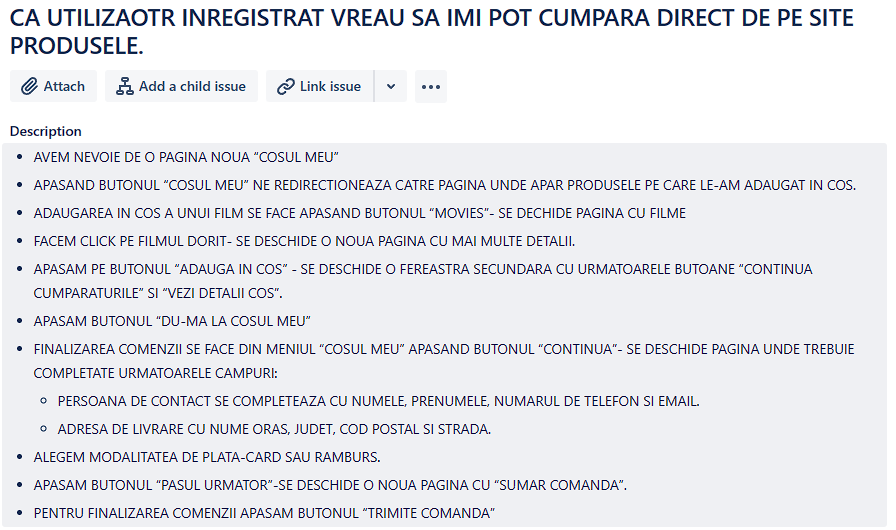 CA UTILIZAOTR INREGISTRAT VREAU SA IMI POT CUMPARA DIRECT DE PE SITE
PRODUSELE.
Attach
Add a child issue
Link issue
Description
APAVEM NEVOIE DE O PAGINA NOUA “COSUL MEU”
APASAND BUTONUL “COSUL MEU” NE REDIRECTIONEAZA CATRE PAGINA UNDE APAR PRODUSELE PE CARE LE-AM ADAUGAT IN COS.
ADAUGAREA IN COS A UNUI FILM SE FACE APASAND BUTONUL “MOVIES”- SE DECHIDE PAGINA CU FILME
FACEM CLICK PE FILMUL DORIT- SE DESCHIDE O NOUA PAGINA CU MAI MULTE DETALII.
APASAM PE BUTONUL “ADAUGA IN COS” - SE DESCHIDE O FEREASTRA SECUNDARA CU URMATOARELE BUTOANE “CONTINUA
CUMPARATURILE” SI “VEZI DETALII COS”.
APASAM BUTONUL “DU-MA LA COSUL MEU”
FINALIZAREA COMENZII SE FACE DIN MENIUL “COSUL MEU” APASAND BUTONUL “CONTINUA”- SE DESCHIDE PAGINA UNDE TREBUIE
COMPLETATE URMATOARELE CAMPURI:
PERSOANA DE CONTACT SE COMPLETEAZA CU NUMELE, PRENUMELE, NUMARUL DE TELEFON SI EMAIL.
ADRESA DE LIVRARE CU NUME ORAS, JUDET, COD POSTAL SI STRADA.
ALEGEM MODALITATEA DE PLATA-CARD SAU RAMBURS.
APASAM BUTONUL “PASUL URMATOR”-SE DESCHIDE O NOUA PAGINA CU “SUMAR COMANDA”.
PENTRU FINALIZAREA COMENZII APASAM BUTONUL “TRIMITE COMANDA”